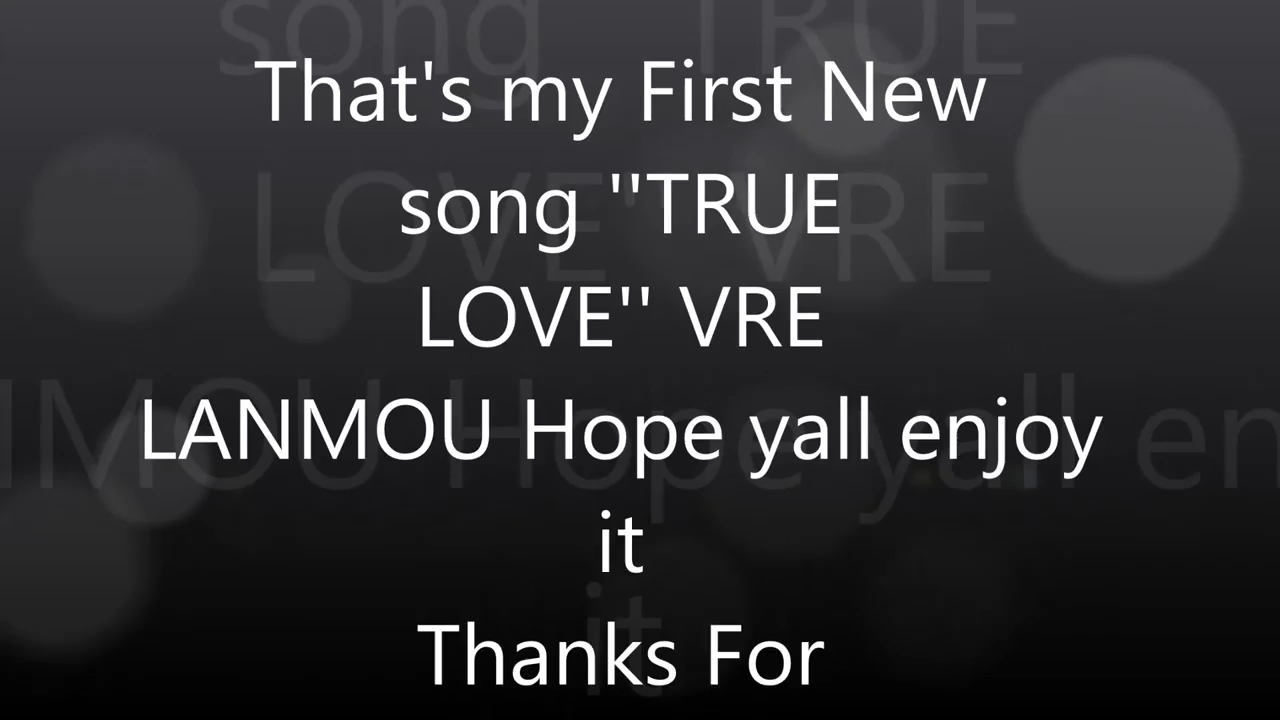 That's my First New
song ''TRUE
LOVE'' VRE
LANMOU Hope yall enjoy
it
Thanks For